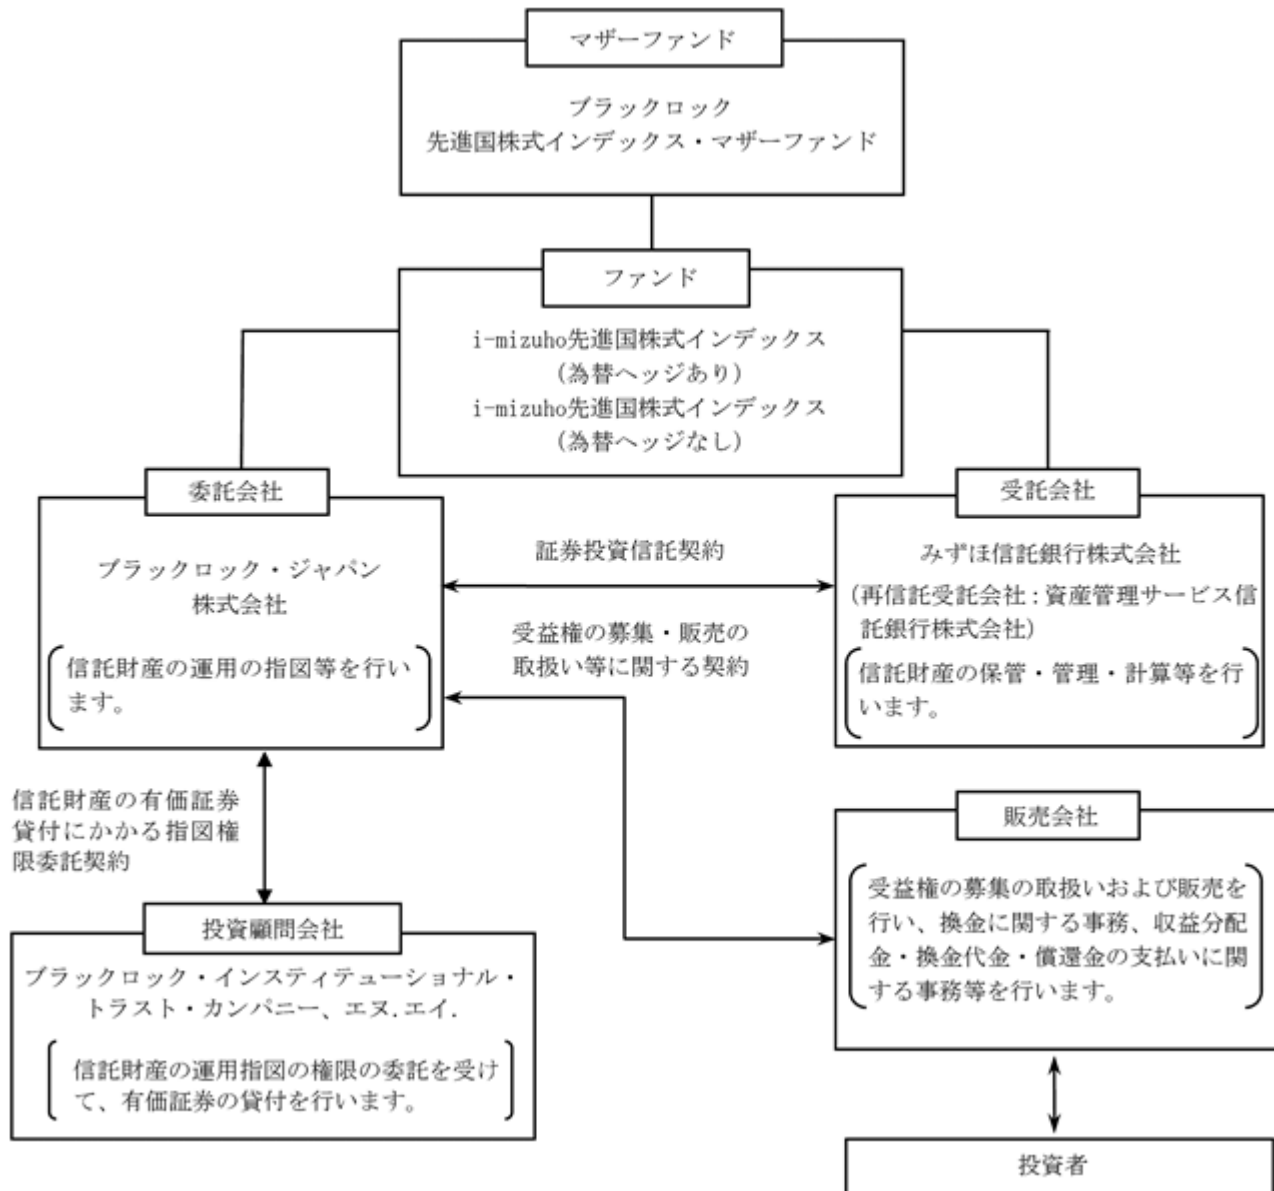 マザーファンド
ブラックロック
先進国株式インデックス・マザーファンド
ファンド
i-mizuho先進国株式インデックス
(為替ヘッジあり)
i-mizuho先進国株式インデックス
(為替ヘッジなし)
委託会社
ブラックロック・ジャパン
株式会社
信託財産の運用の指図等を行い
ます。
証券投資信託契約
受益権の募集・販売の
取扱い等に関する契約
受託会社
みずほ信託銀行株式会社
(再信託受託会社:資産管理サービス信
託銀行株式会社)
信託財産の保管・管理・計算等を行
います。
信託財産の有価証券
貸付にかかる指図権
限委託契約
投資顧問会社
ブラックロック・インスティテューショナル・
トラスト・カンパニー、エヌ.エイ.
信託財産の運用指図の権限の委託を受け
て、有価証券の貸付を行います。
販売会社
受益権の募集の取扱いおよび販売を
行い、換金に関する事務、収益分配
金・換金代金・償還金の支払いに関
する事務等を行います。
投資者